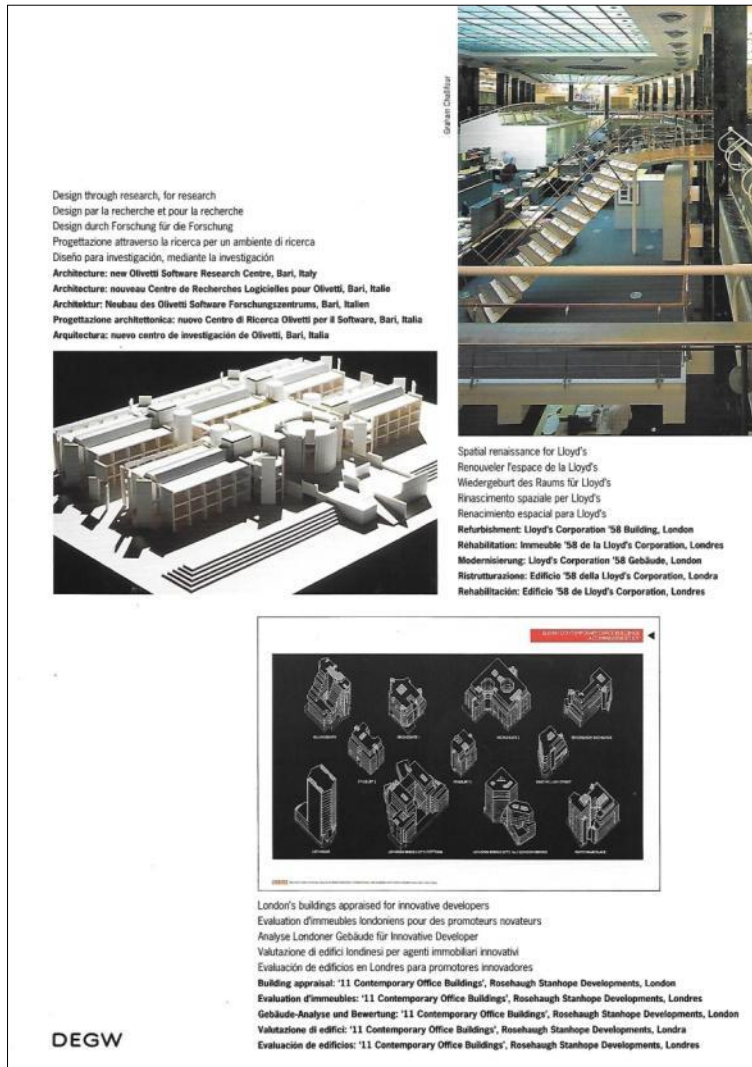 Graham Challifour
Design through research, for research
Design par la recherche et pour la recherche
Design durch Forschung für die Forschung
Progettazione attraverso la ricerca per un ambiente di ricerca
Diseño para investigación, mediante la investigación
Architecture: new Olivetti Software Research Centre, Bari, Italy
Architecture: nouveau Centre de Recherches Logicielles pour Olivetti, Bari, Italie
Architektur: Neubau des Olivetti Software Forschungszentrums, Bari, Italien
Progettazione architettonica: nuovo Centro di Ricerca Olivetti per il Software, Bari, Italia
Arquitectura: nuevo centro de investigación de Olivetti, Bari, Italia
Spatial renaissance for Lloyd's
Renouveler l'espace de la Lloyd's
Wiedergeburt des Raums für Lloyd's
Rinascimento spaziale per Lloyd's
Renacimiento espacial para Lloyd's
Refurbishment: Lloyd's Corporation '58 Building, London
Réhabilitation: Immeuble '58 de la Lloyd's Corporation, Londres
Modernisierung: Lloyd's Corporation '58 Gebäude, London
Ristrutturazione: Edificio '58 della Lloyd's Corporation, Londra
Rehabilitación: Edificio '58 de Lloyd's Corporation, Londres
London's buildings appraised for innovative developers
Evaluation d'immeubles londoniens pour des promoteurs novateurs
Analyse Londoner Gebäude für Innovative Developer
Valutazione di edifici londinesi per agenti immobiliari innovativi
Evaluación de edificios en Londres para promotores innovadores
Building appraisal: '11 Contemporary Office Buildings', Rosehaugh Stanhope Developments, London
Evaluation d'immeubles: '11 Contemporary Office Buildings', Rosehaugh Stanhope Developments, Londres
Gebäude-Analyse und Bewertung: '11 Contemporary Office Buildings', Rosehaugh Stanhope Developments, London
Valutazione di edifici: '11 Contemporary Office Buildings', Rosehaugh Stanhope Developments, Londra
Evaluación de edificios: '11 Contemporary Office Buildings', Rosehaugh Stanhope Developments, Londres
DEGW